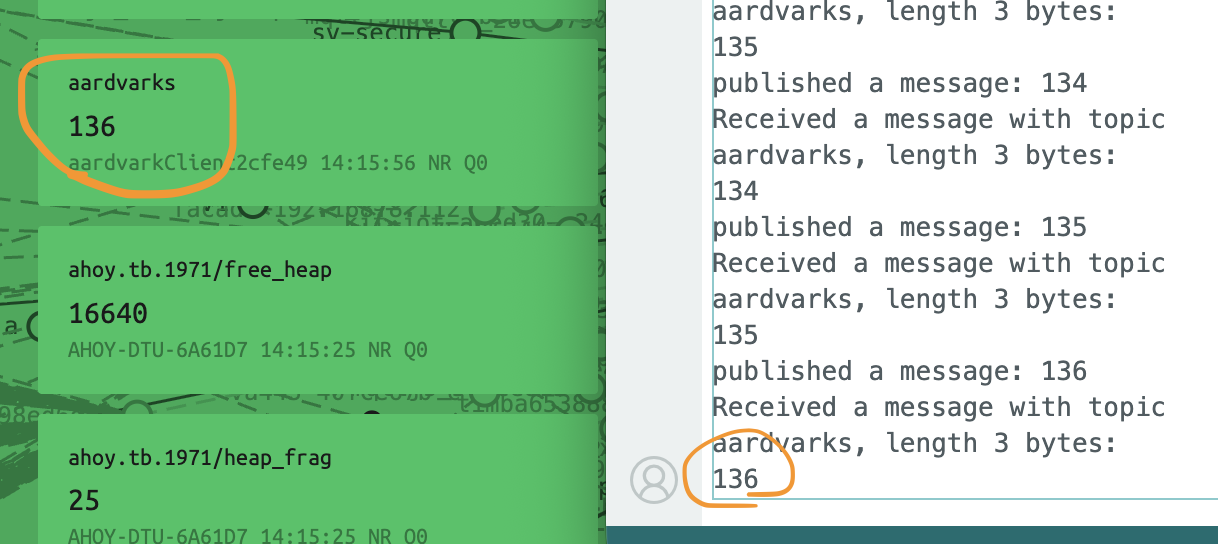 sv-secure
aardvarks
136
aardvarkClient2cfe49 14:15:56 NR Q0
ahoy.tb.1971/free_heap
16640
AHOY-DTU-6A61D7 14:15:25 NR Q0
ahoy.tb.1971/heap_frag
25
AHOY-DTU-6A61D7 14:15:25 NR Q0
aardvarks, length 3 bytes:
135
published a message: 134
Received a message with topic
aardvarks, length 3 bytes:
134
published a message: 135
Received a message with topic
aardvarks, length 3 bytes:
135
published a message: 136
Received a message with topic
aardvarks, length 3 bytes:
136